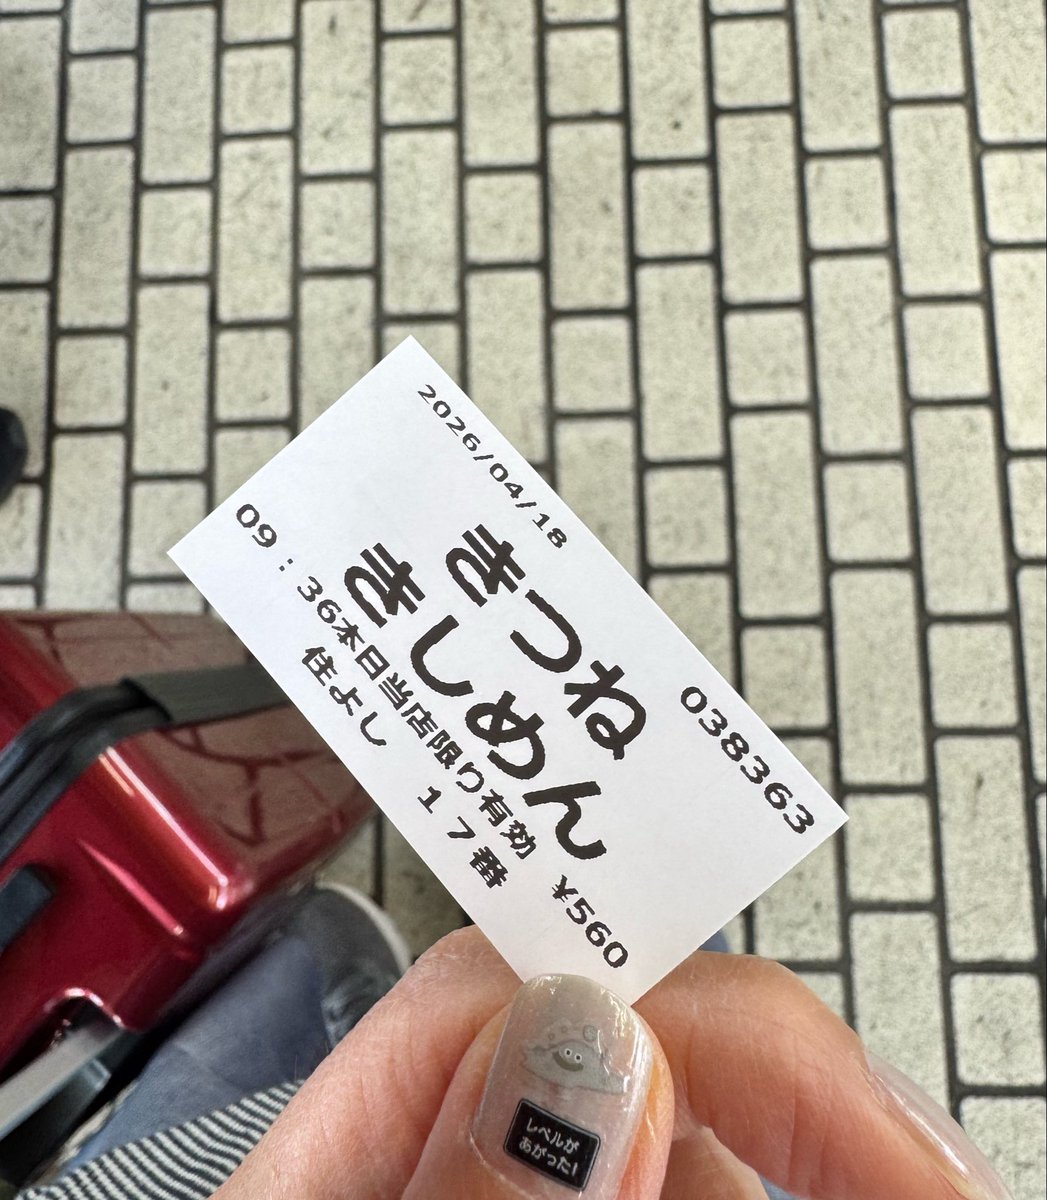 2026/04/18
038363
きつね
きしめん
09：36本日当店限り有効 ¥560
住よし 17番
レベルが
あがった!